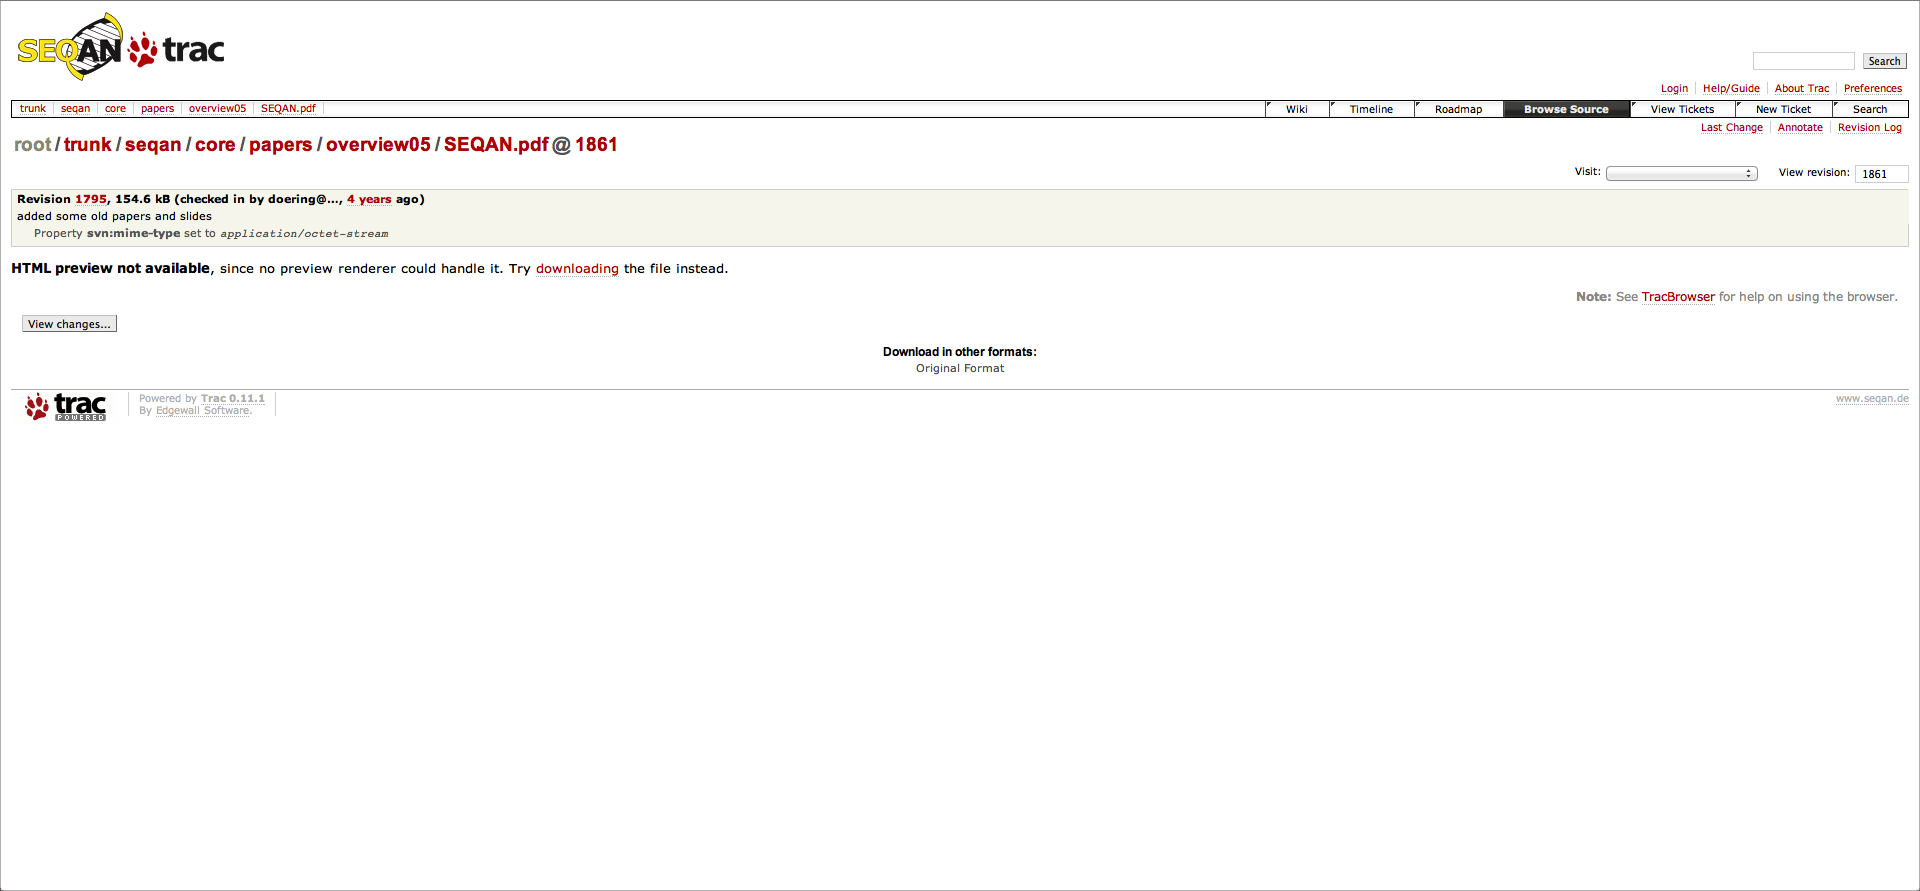 SEQAN trac
Search
Login Help/Guide About Trac Preferences
trunk seqan core papers overview05 SEQAN.pdf Wiki Timeline Roadmap Browse Source View Tickets New Ticket Search
Last Change Annotate Revision Log
root / trunk / seqan / core / papers / overview05 / SEQAN.pdf @ 1861
Visit: View revision: 1861
Revision 1795, 154.6 kB (checked in by doering@..., 4 years ago)
added some old papers and slides
Property svn:mime-type set to application/octet-stream
HTML preview not available, since no preview renderer could handle it. Try downloading the file instead.
Note: See TracBrowser for help on using the browser.
View changes...
Download in other formats:
Original Format
trac POWERED
Powered by Trac 0.11.1
By Edgewall Software.
www.seqan.de